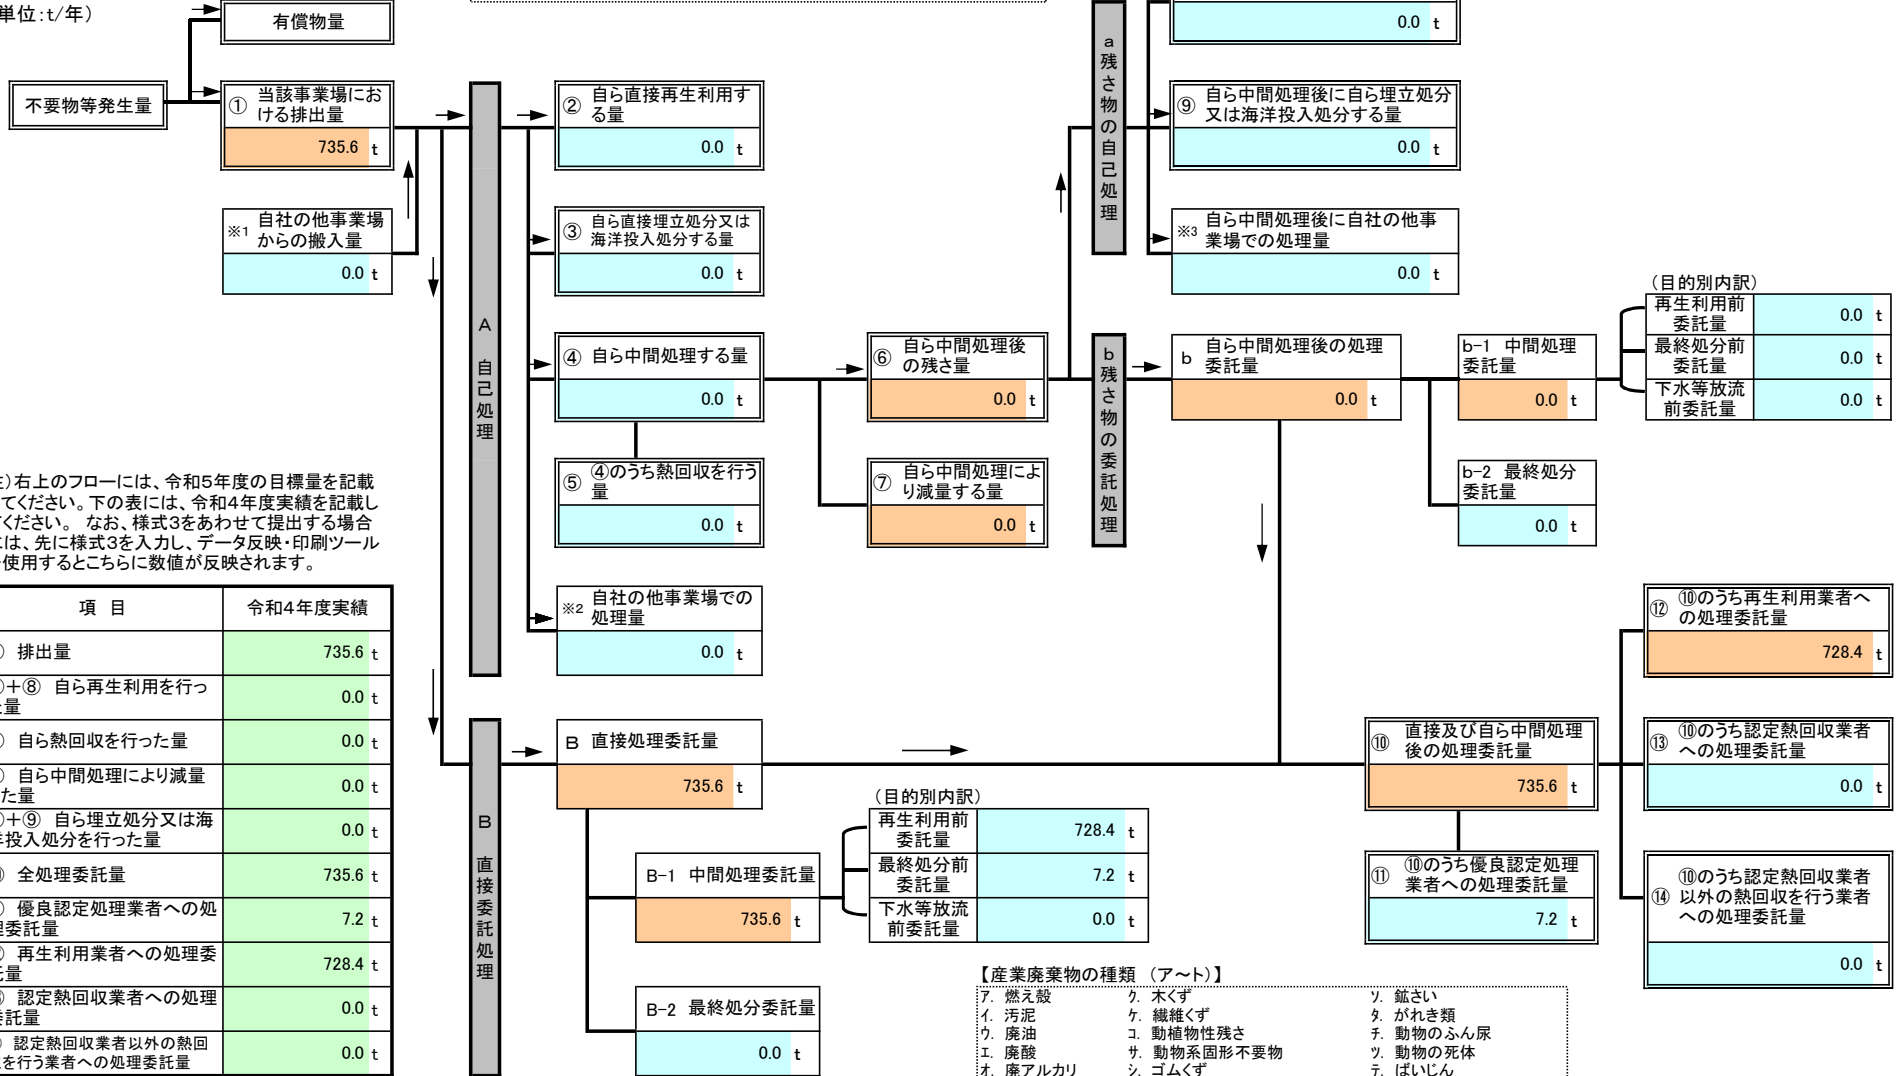 単位:t/年)
有償物量
不要物等発生量
① 当該事業場にお
ける排出量
735.6 t
※1 自社の他事業場
からの搬入量
0.0 t
A 自己処理
② 自ら直接再生利用す
る量
0.0 t
③ 自ら直接埋立処分又は
海洋投入処分する量
0.0 t
④ 自ら中間処理する量
0.0 t
⑤ ④のうち熱回収を行う
量
0.0 t
※2 自社の他事業場での
処理量
0.0 t
⑥ 自ら中間処理後
の残さ量
0.0 t
⑦ 自ら中間処理によ
り減量する量
0.0 t
a残さ物の自己処理
0.0 t
⑨ 自ら中間処理後に自ら埋立処分
又は海洋投入処分する量
0.0 t
※3 自ら中間処理後に自社の他事
業場での処理量
0.0 t
b残さ物の委託処理
b 自ら中間処理後の処理
委託量
0.0 t
b-1 中間処理
委託量
0.0 t
(目的別内訳)
再生利用前
委託量
0.0 t
最終処分前
委託量
0.0 t
下水等放流
前委託量
0.0 t
b-2 最終処分
委託量
0.0 t
)右上のフローには、令和5年度の目標量を記載
てください。下の表には、令和4年度実績を記載し
ください。 なお、様式3をあわせて提出する場合
は、先に様式3を入力し、データ反映・印刷ツール
使用するとこちらに数値が反映されます。
項 目 令和4年度実績
排出量 735.6 t
+⑧ 自ら再生利用を行っ
量
0.0 t
自ら熱回収を行った量 0.0 t
自ら中間処理により減量
た量
0.0 t
+⑨ 自ら埋立処分又は海
投入処分を行った量
0.0 t
全処理委託量 735.6 t
優良認定処理業者への処
委託量
7.2 t
再生利用業者への処理委
量
728.4 t
認定熱回収業者への処理
託量
0.0 t
認定熱回収業者以外の熱回
を行う業者への処理委託量
0.0 t
B 直接委託処理
B 直接処理委託量
735.6 t
B-1 中間処理委託量
735.6 t
(目的別内訳)
再生利用前
委託量
728.4 t
最終処分前
委託量
7.2 t
下水等放流
前委託量
0.0 t
B-2 最終処分委託量
0.0 t
⑩ 直接及び自ら中間処理
後の処理委託量
735.6 t
⑪ ⑩のうち優良認定処理
業者への処理委託量
7.2 t
⑫ ⑩のうち再生利用業者へ
の処理委託量
728.4 t
⑬ ⑩のうち認定熱回収業者
への処理委託量
0.0 t
⑭ ⑩のうち認定熱回収業者
以外の熱回収を行う業者
への処理委託量
0.0 t
【産業廃棄物の種類 (ア~ト)】
ア. 燃え殻 ク. 木くず ソ. 鉱さい
イ. 汚泥 ケ. 繊維くず タ. がれき類
ウ. 廃油 コ. 動植物性残さ チ. 動物のふん尿
エ. 廃酸 サ. 動物系固形不要物 ツ. 動物の死体
オ. 廃アルカリ シ. ゴムくず テ. ばいじん